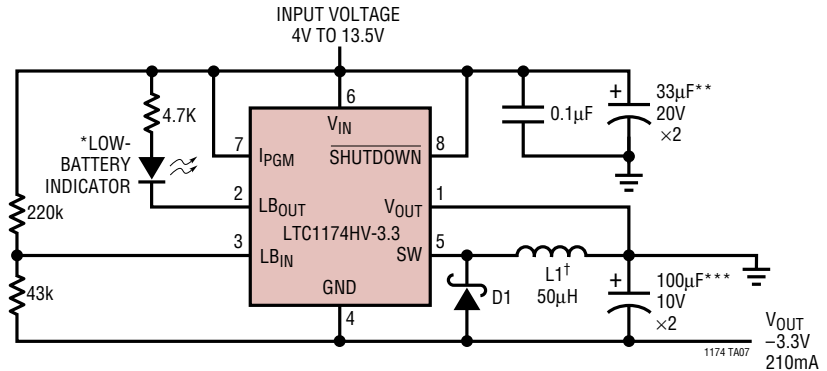 INPUT VOLTAGE
4V TO 13.5V
6
VIN
4.7K
*LOW-
BATTERY
INDICATOR
7
IPGM
SHUTDOWN
8
0.1µF
+
33µF**
20V
×2
2
LBOUT
VOUT
1
220k
LTC1174HV-3.3
3
LBIN
SW
5
L1†
50µH
D1
+
100µF***
10V
×2
43k
GND
4
1174 TA07
VOUT
–3.3V
210mA